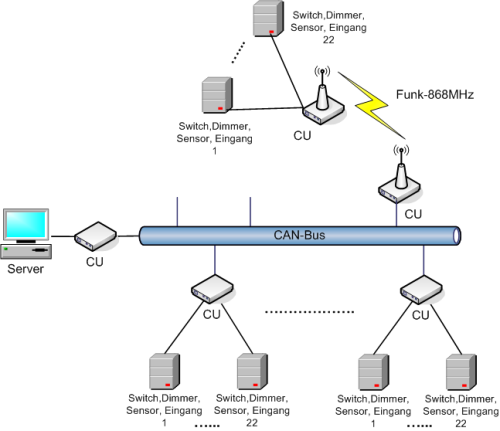 Switch,Dimmer,
Sensor, Eingang
22
Funk-868MHz
Switch,Dimmer,
Sensor, Eingang
1
CU
CU
CAN-Bus
Server
CU
CU
CU
Switch,Dimmer,
Sensor, Eingang
1
Switch,Dimmer,
Sensor, Eingang
22
Switch,Dimmer,
Sensor, Eingang
1
Switch,Dimmer,
Sensor, Eingang
22